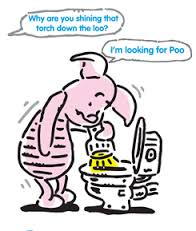 Why are you shining that
torch down the loo?
I'm looking for Poo